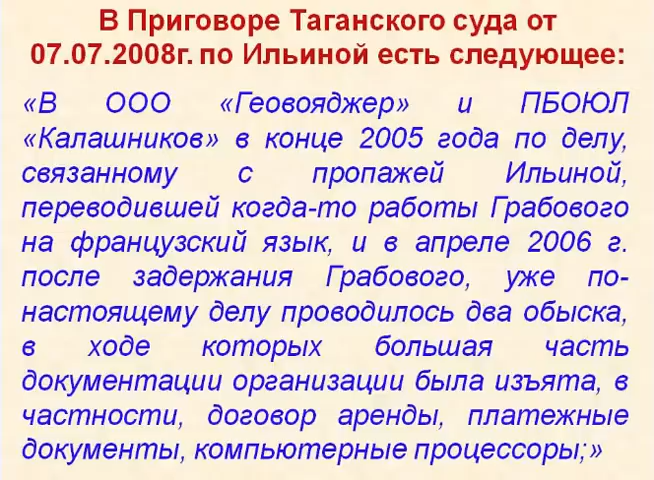 В Приговоре Таганского суда от
07.07.2008г. по Ильиной есть следующее:
«В ООО «Геовояджер» и ПБОЮЛ
«Калашников» в конце 2005 года по делу,
связанному с пропажей Ильиной,
переводившей когда-то работы Грабового
на французский язык, и в апреле 2006 г.
после задержания Грабового, уже по-
настоящему делу проводилось два обыска,
в ходе которых большая часть
документации организации была изъята, в
частности, договор аренды, платежные
документы, компьютерные процессоры;»